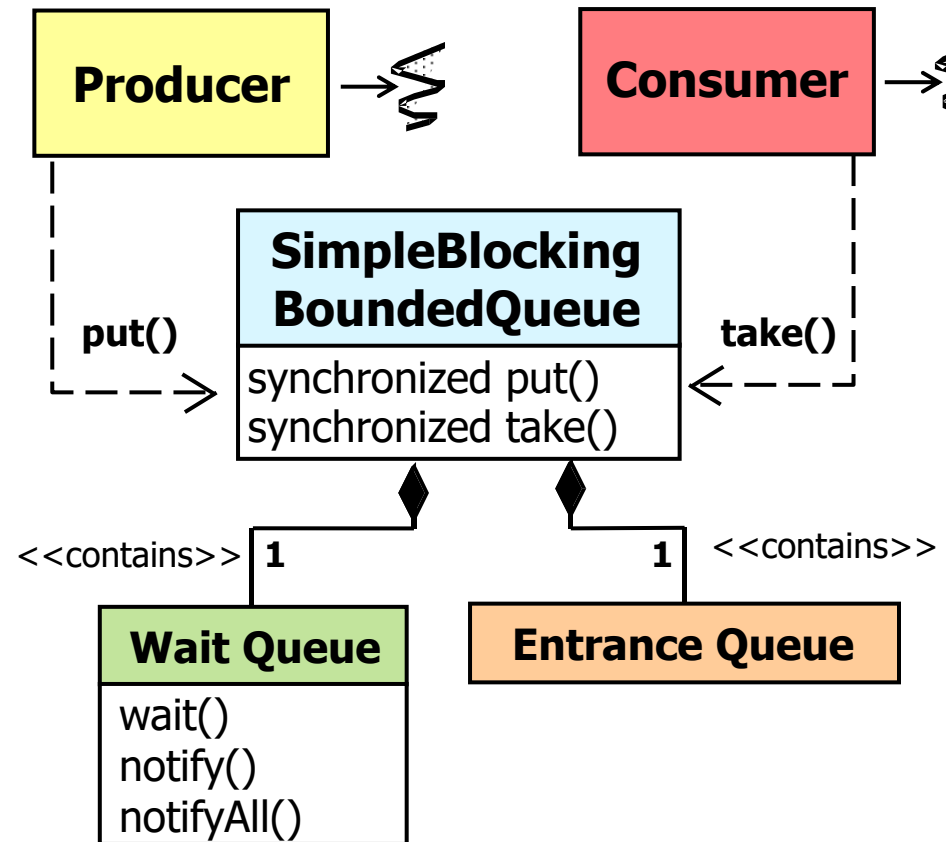 Producer
Consumer
SimpleBlocking
BoundedQueue
put()
take()
synchronized put()
synchronized take()
<<contains>>
1
1
<<contains>>
Wait Queue
Entrance Queue
wait()
notify()
notifyAll()